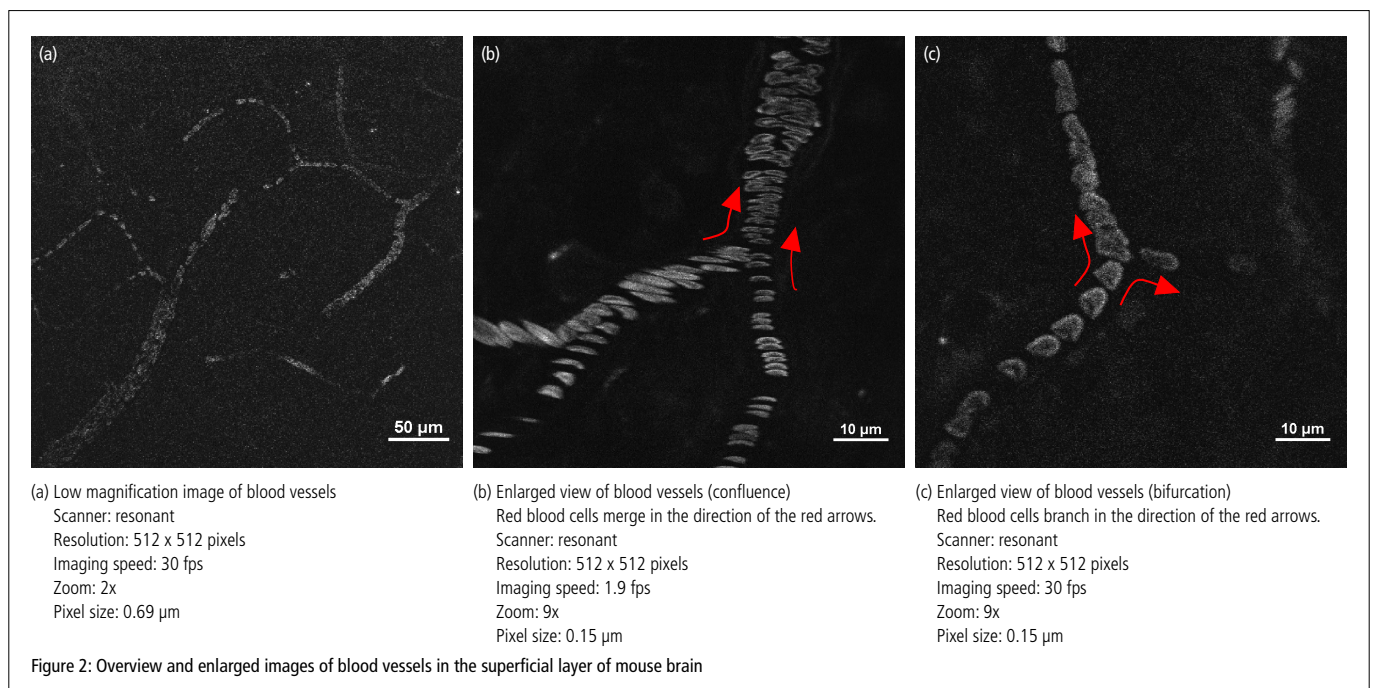 (a)
50 µm
(b)
10 µm
(c)
10 µm
(a) Low magnification image of blood vessels
Scanner: resonant
Resolution: 512 x 512 pixels
Imaging speed: 30 fps
Zoom: 2x
Pixel size: 0.69 µm
(b) Enlarged view of blood vessels (confluence)
Red blood cells merge in the direction of the red arrows.
Scanner: resonant
Resolution: 512 x 512 pixels
Imaging speed: 1.9 fps
Zoom: 9x
Pixel size: 0.15 µm
(c) Enlarged view of blood vessels (bifurcation)
Red blood cells branch in the direction of the red arrows.
Scanner: resonant
Resolution: 512 x 512 pixels
Imaging speed: 30 fps
Zoom: 9x
Pixel size: 0.15 µm
Figure 2: Overview and enlarged images of blood vessels in the superficial layer of mouse brain